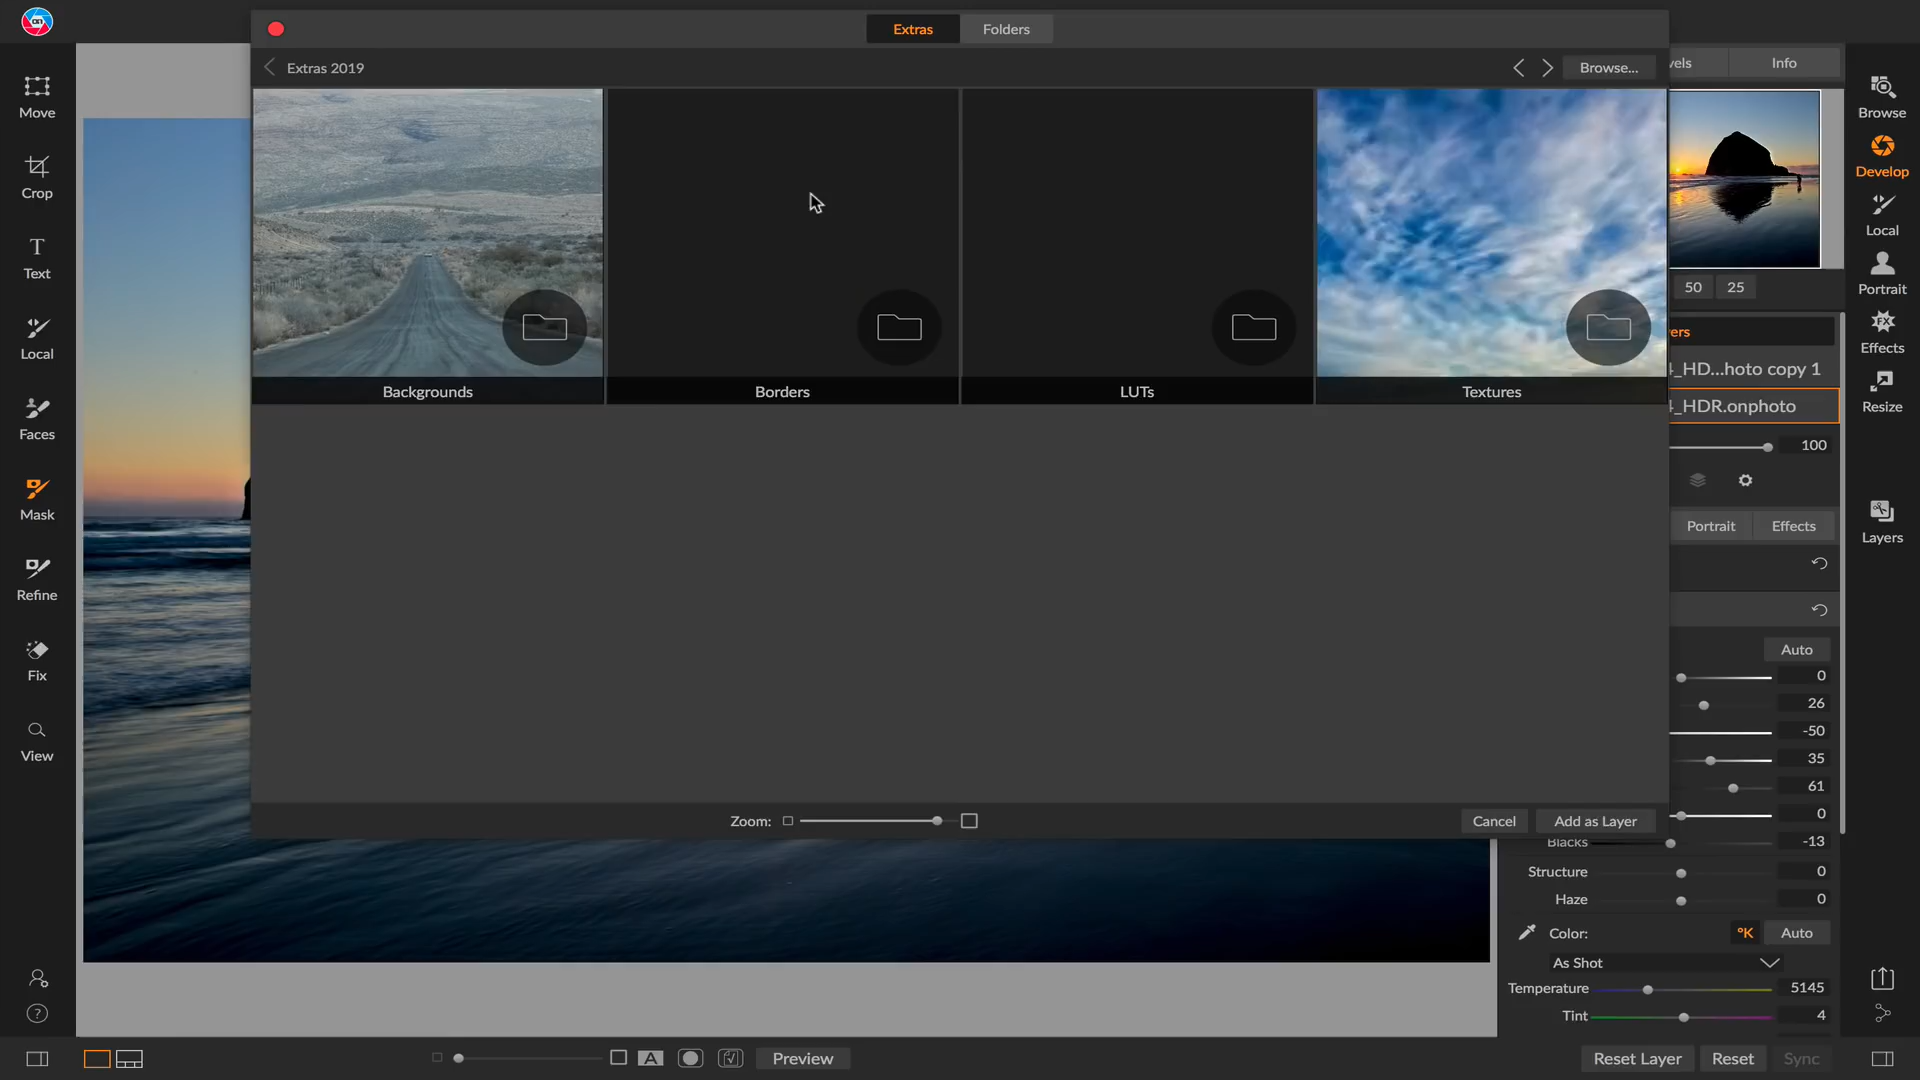 ON
Extras
Folders
Extras 2019
Browse...
vels
Info
Move
Crop
Text
Local
Faces
Mask
Refine
Fix
View
Backgrounds
Borders
LUTs
Textures
Browse
Develop
Local
Portrait
Effects
Resize
Layers
50
25
ers
4_HD...hoto copy 1
4_HDR.onphoto
100
Portrait
Effects
Auto
0
26
-50
35
61
0
Zoom:
Cancel
Add as Layer
Blacks
-13
Structure
0
Haze
0
Color:
°K
Auto
As Shot
Temperature
5145
Tint
4
?
A
Preview
Reset Layer
Reset
Sync